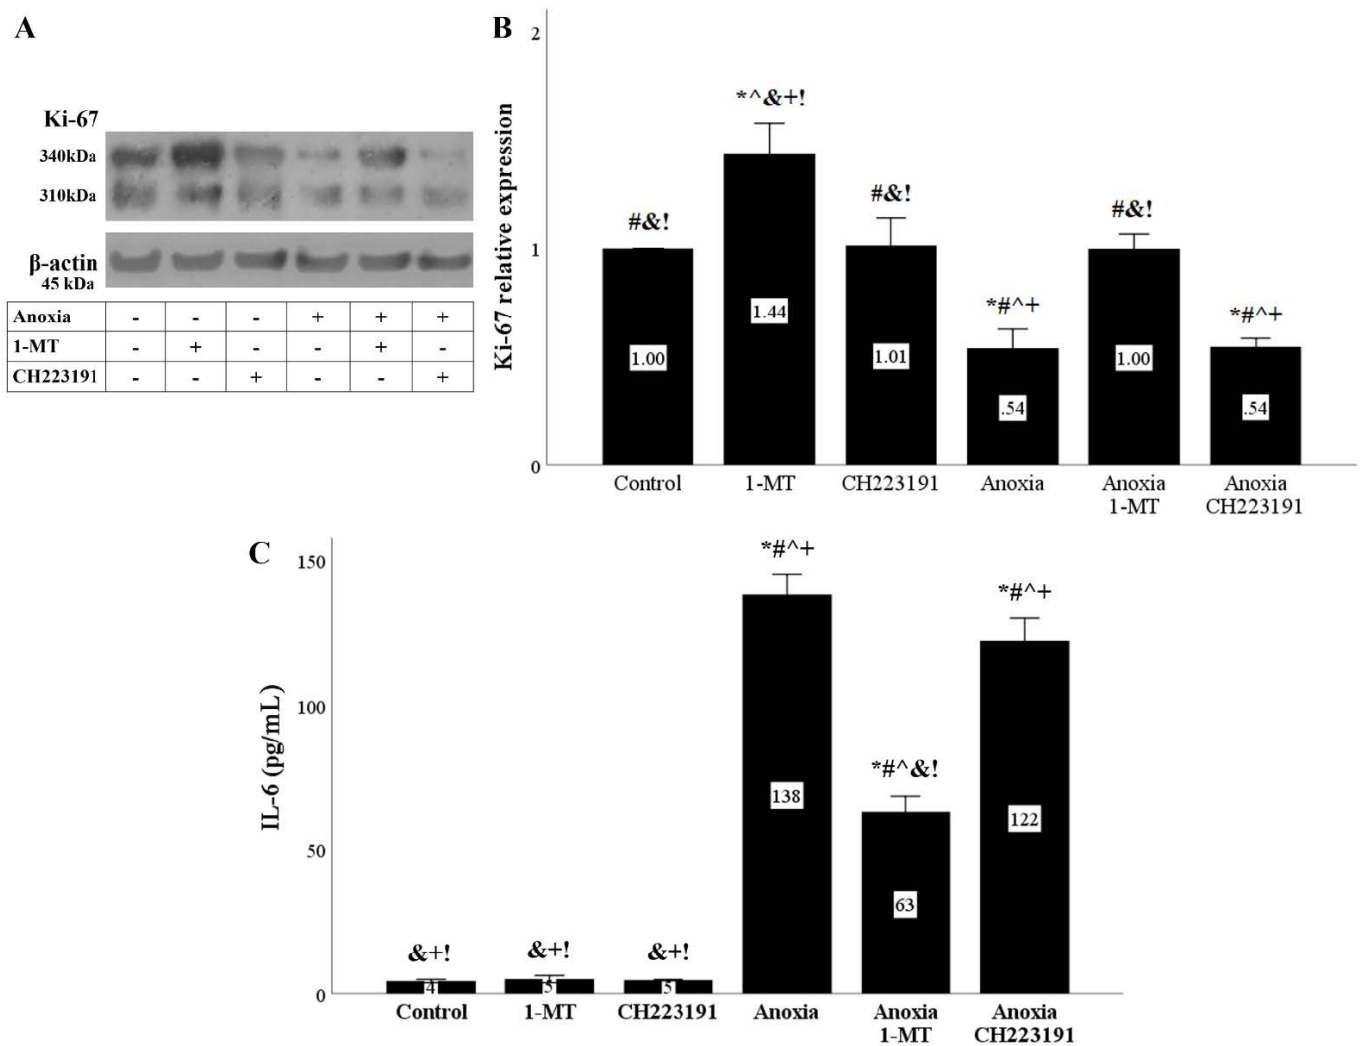 A
Ki-67
340kDa
310kDa
β-actin
45 kDa
Anoxia - - - + + +
1-MT - + - - + -
CH223191 - - + - - +
B
Ki-67 relative expression
2
1
0
#&!
*^&+!
#&!
*#^+
#&!
*#^+
1.00
1.44
1.01
.54
1.00
.54
Control
1-MT
CH223191
Anoxia
Anoxia
1-MT
Anoxia
CH223191
C
IL-6 (pg/mL)
150
100
50
0
&+!
&+!
&+!
*#^+
*#^&!
*#^+
4
5
5
138
63
122
Control
1-MT
CH223191
Anoxia
Anoxia
1-MT
Anoxia
CH223191